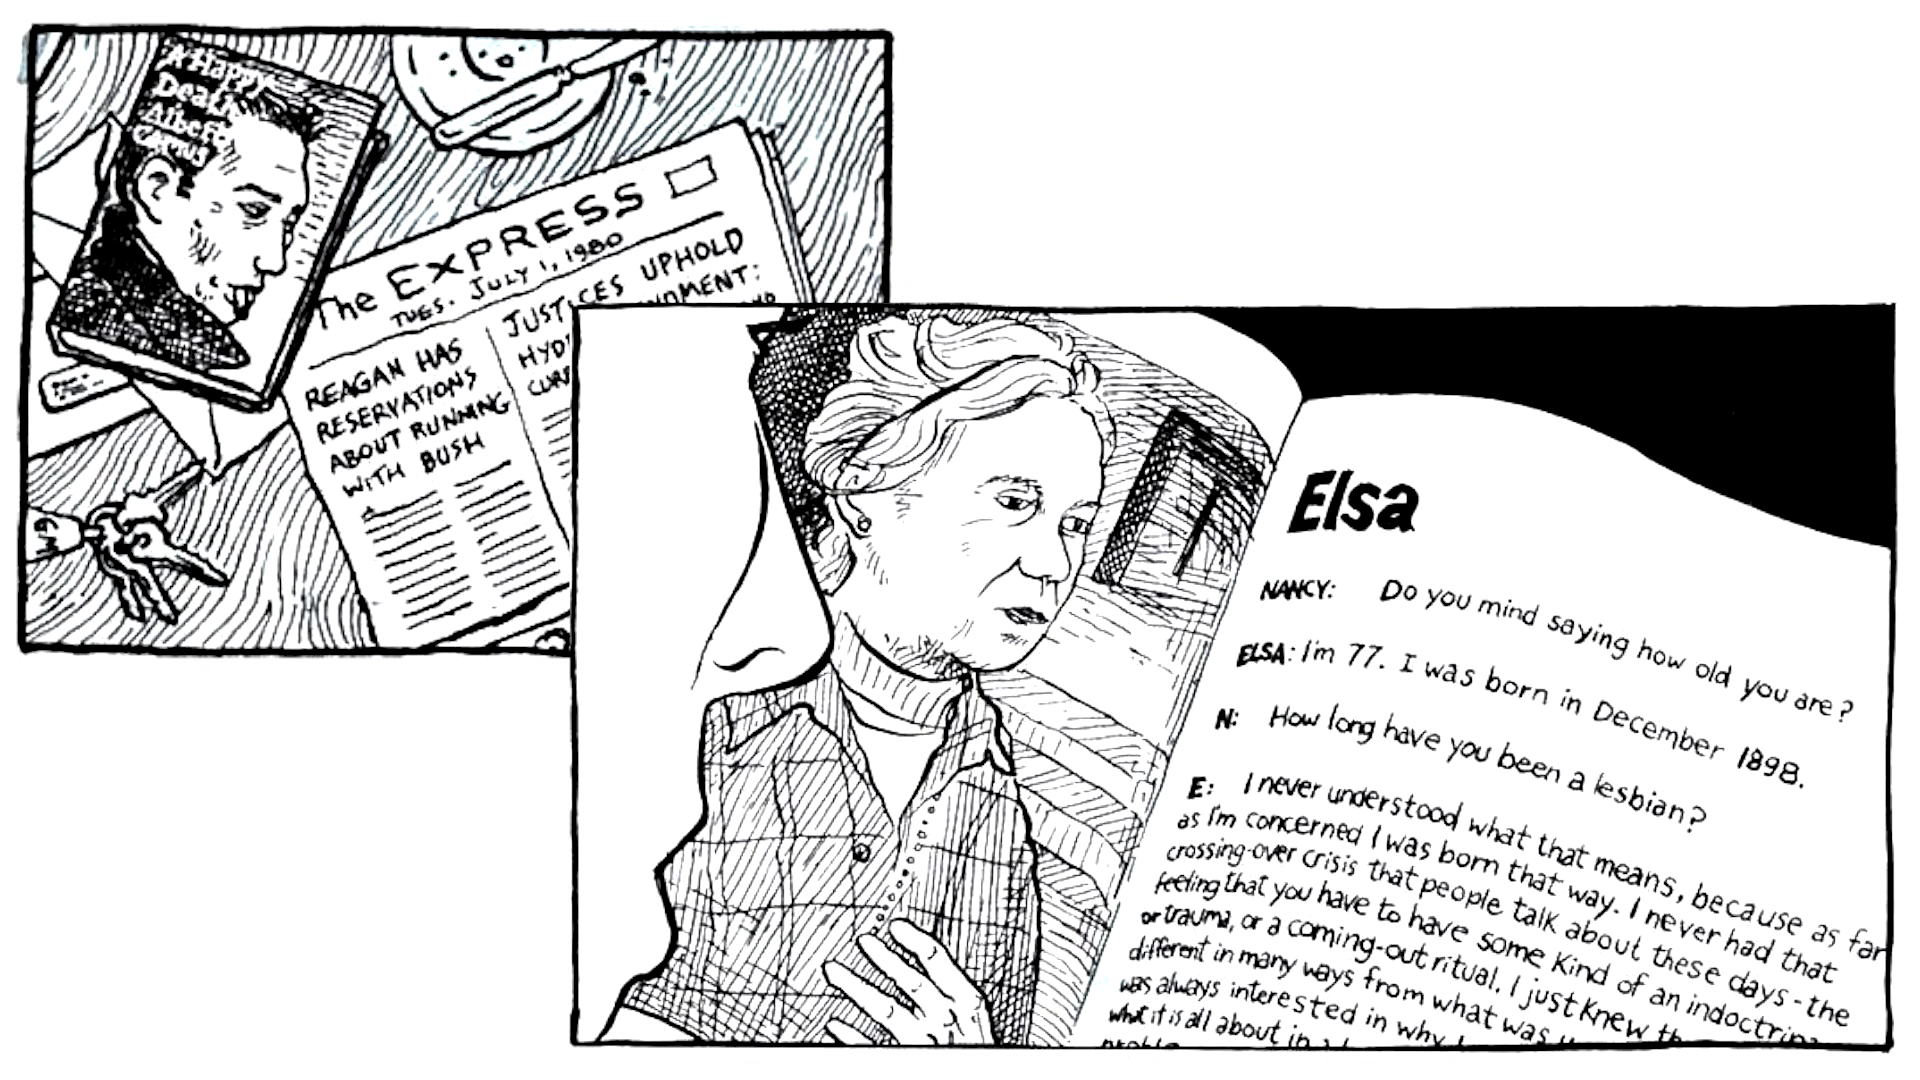 A Happy
Death
Albert
Camus
The EXPRESS
TUES. JULY 1, 1980
REAGAN HAS
RESERVATIONS
ABOUT RUNNING
WITH BUSH
JUSTICES UPHOLD
HYD
NDMENT:
CURR
Elsa
NANCY: Do you mind saying how old you are?
ELSA: I'm 77. I was born in December 1898.
N: How long have you been a lesbian?
E: I never understood what that means, because as far
as I'm concerned I was born that way. I never had that
crossing-over crisis that people talk about these days - the
feeling that you have to have some kind of an indoctrin
or trauma, or a coming-out ritual. I just knew th
different in many ways from what was
was always interested in why
what it is all about in